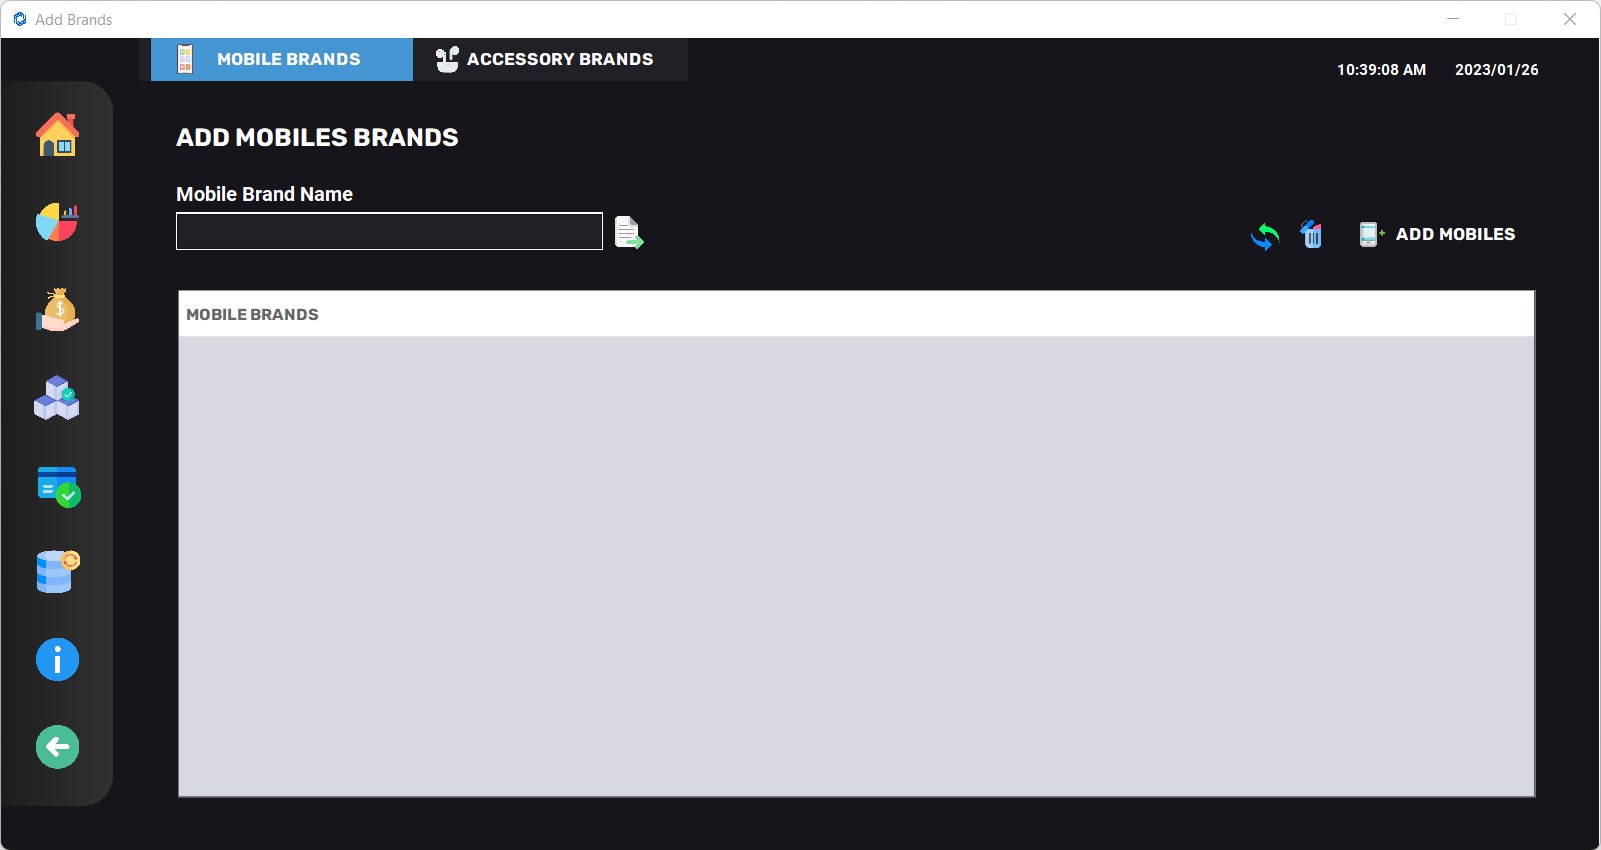 Add Brands
MOBILE BRANDS
ACCESSORY BRANDS
10:39:08 AM
2023/01/26
ADD MOBILES BRANDS
Mobile Brand Name
ADD MOBILES
MOBILE BRANDS